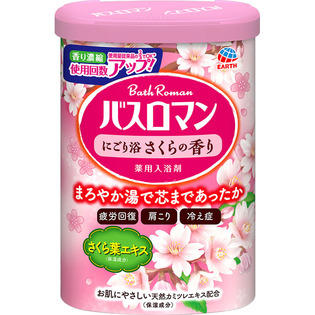 香り濃縮
使用回数
アップ!
EARTH
Bath Roman
バスロマン
にごり浴 さくらの香り
薬用入浴剤
まろやか湯で芯まであったか
疲労回復 肩こり 冷え症
さくら葉エキス
(保湿成分)
お肌にやさしい天然カミツレエキス配合
(保湿成分)